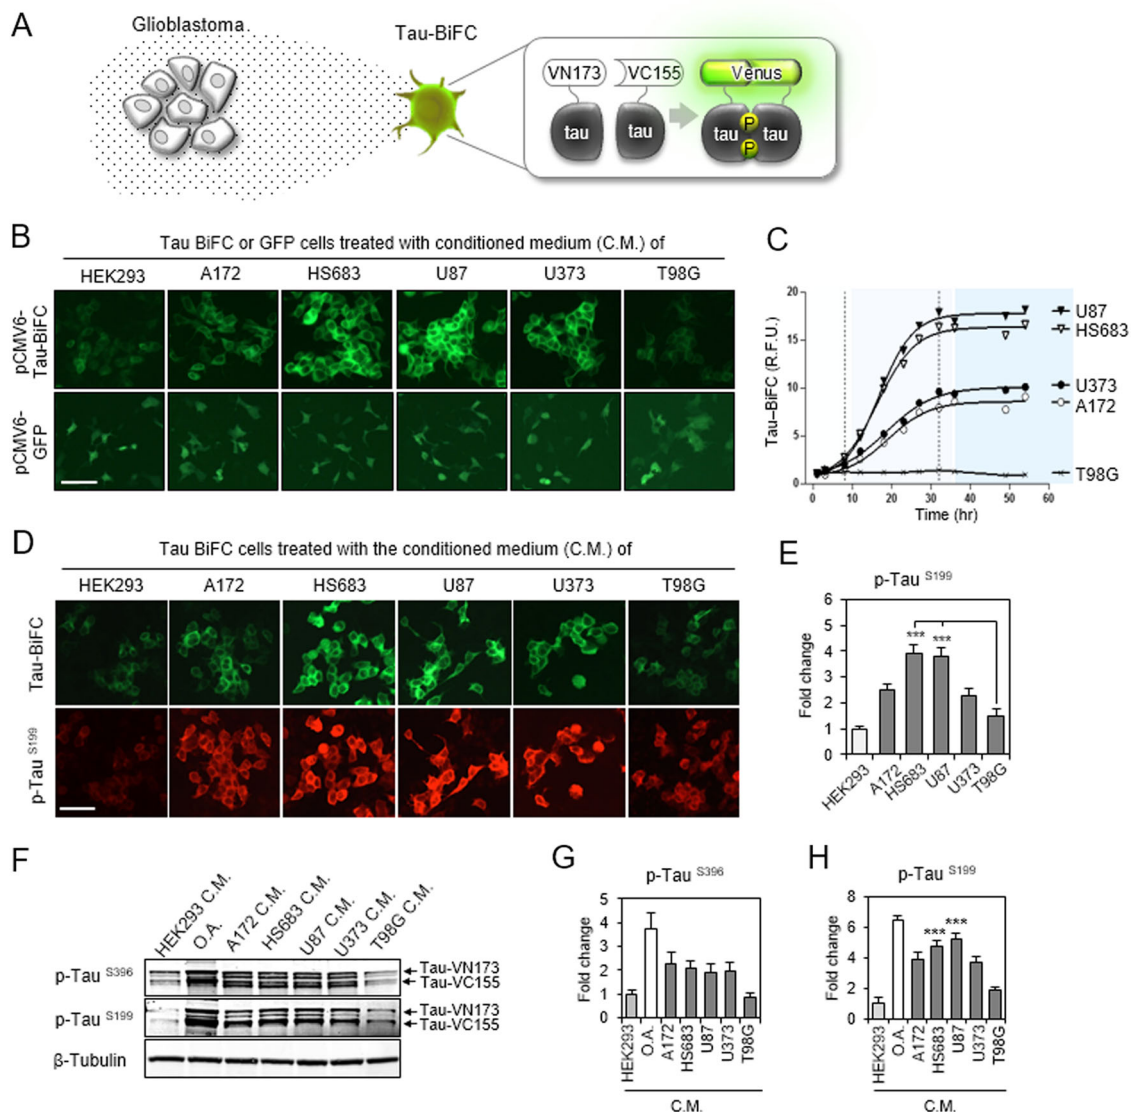 A
Glioblastoma
Tau-BiFC
VN173
VC155
Venus
tau
tau
tau
P
P
tau
B
Tau BiFC or GFP cells treated with conditioned medium (C.M.) of
HEK293 A172 HS683 U87 U373 T98G
pCMV6-
Tau-BiFC
pCMV6-
GFP
C
Tau–BiFC (R.F.U.)
20
15
10
5
0
0 10 20 30 40 50 60
Time (hr)
U87
HS683
U373
A172
T98G
D
Tau BiFC cells treated with the conditioned medium (C.M.) of
HEK293 A172 HS683 U87 U373 T98G
Tau-BiFC
p-Tau S199
E
p-Tau S199
Fold change
6
5
4
3
2
1
0
*** ***
HEK293 A172 HS683 U87 U373 T98G
F
HEK293 C.M. O.A. A172 C.M. HS683 C.M. U87 C.M. U373 C.M. T98G C.M.
p-Tau S396
Tau-VN173
Tau-VC155
p-Tau S199
Tau-VN173
Tau-VC155
β-Tubulin
G
p-Tau S396
Fold change
5
4
3
2
1
0
HEK293 O.A. A172 HS683 U87 U373 T98G
C.M.
H
p-Tau S199
Fold change
8
6
4
2
0
*** ***
HEK293 O.A. A172 HS683 U87 U373 T98G
C.M.